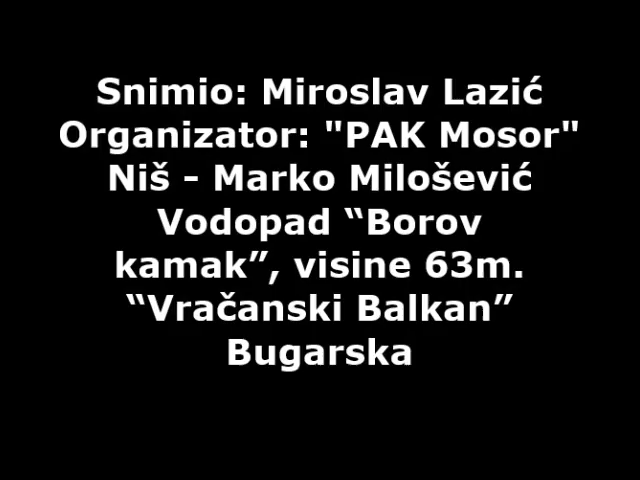 Snimio: Miroslav Lazić
Organizator: "PAK Mosor"
Niš - Marko Milošević
Vodopad “Borov
kamak”, visine 63m.
“Vračanski Balkan”
Bugarska